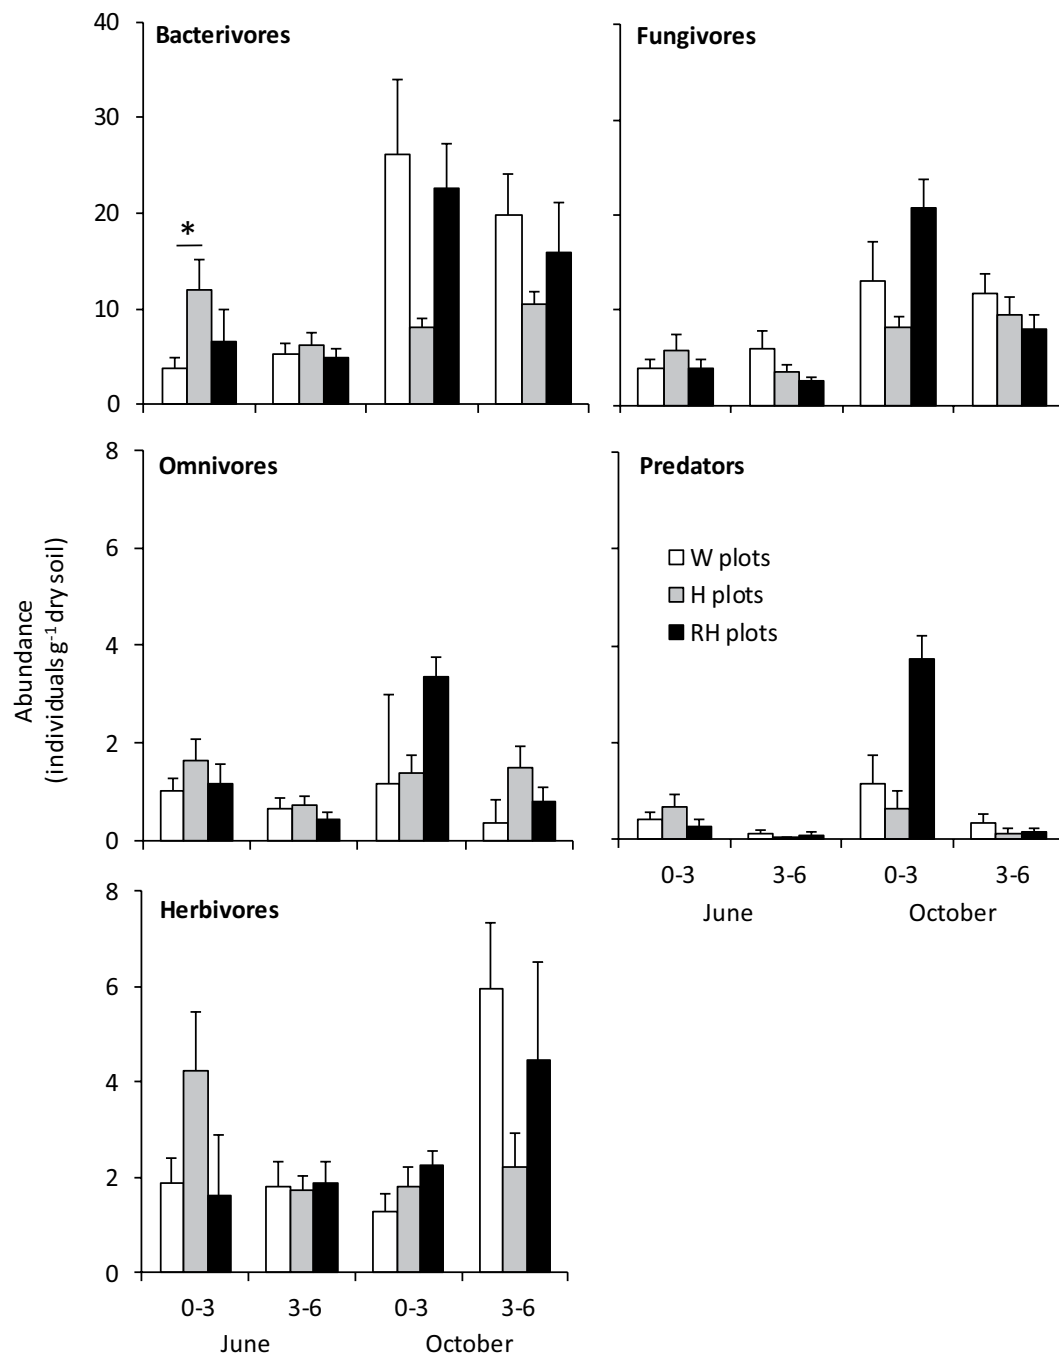 Bacterivores
40
30
20
10
0
*
Fungivores
Omnivores
8
6
4
2
0
Predators
W plots
H plots
RH plots
0-3 3-6 0-3 3-6
June October
Abundance
(individuals g⁻¹ dry soil)
Herbivores
8
6
4
2
0
0-3 3-6 0-3 3-6
June October